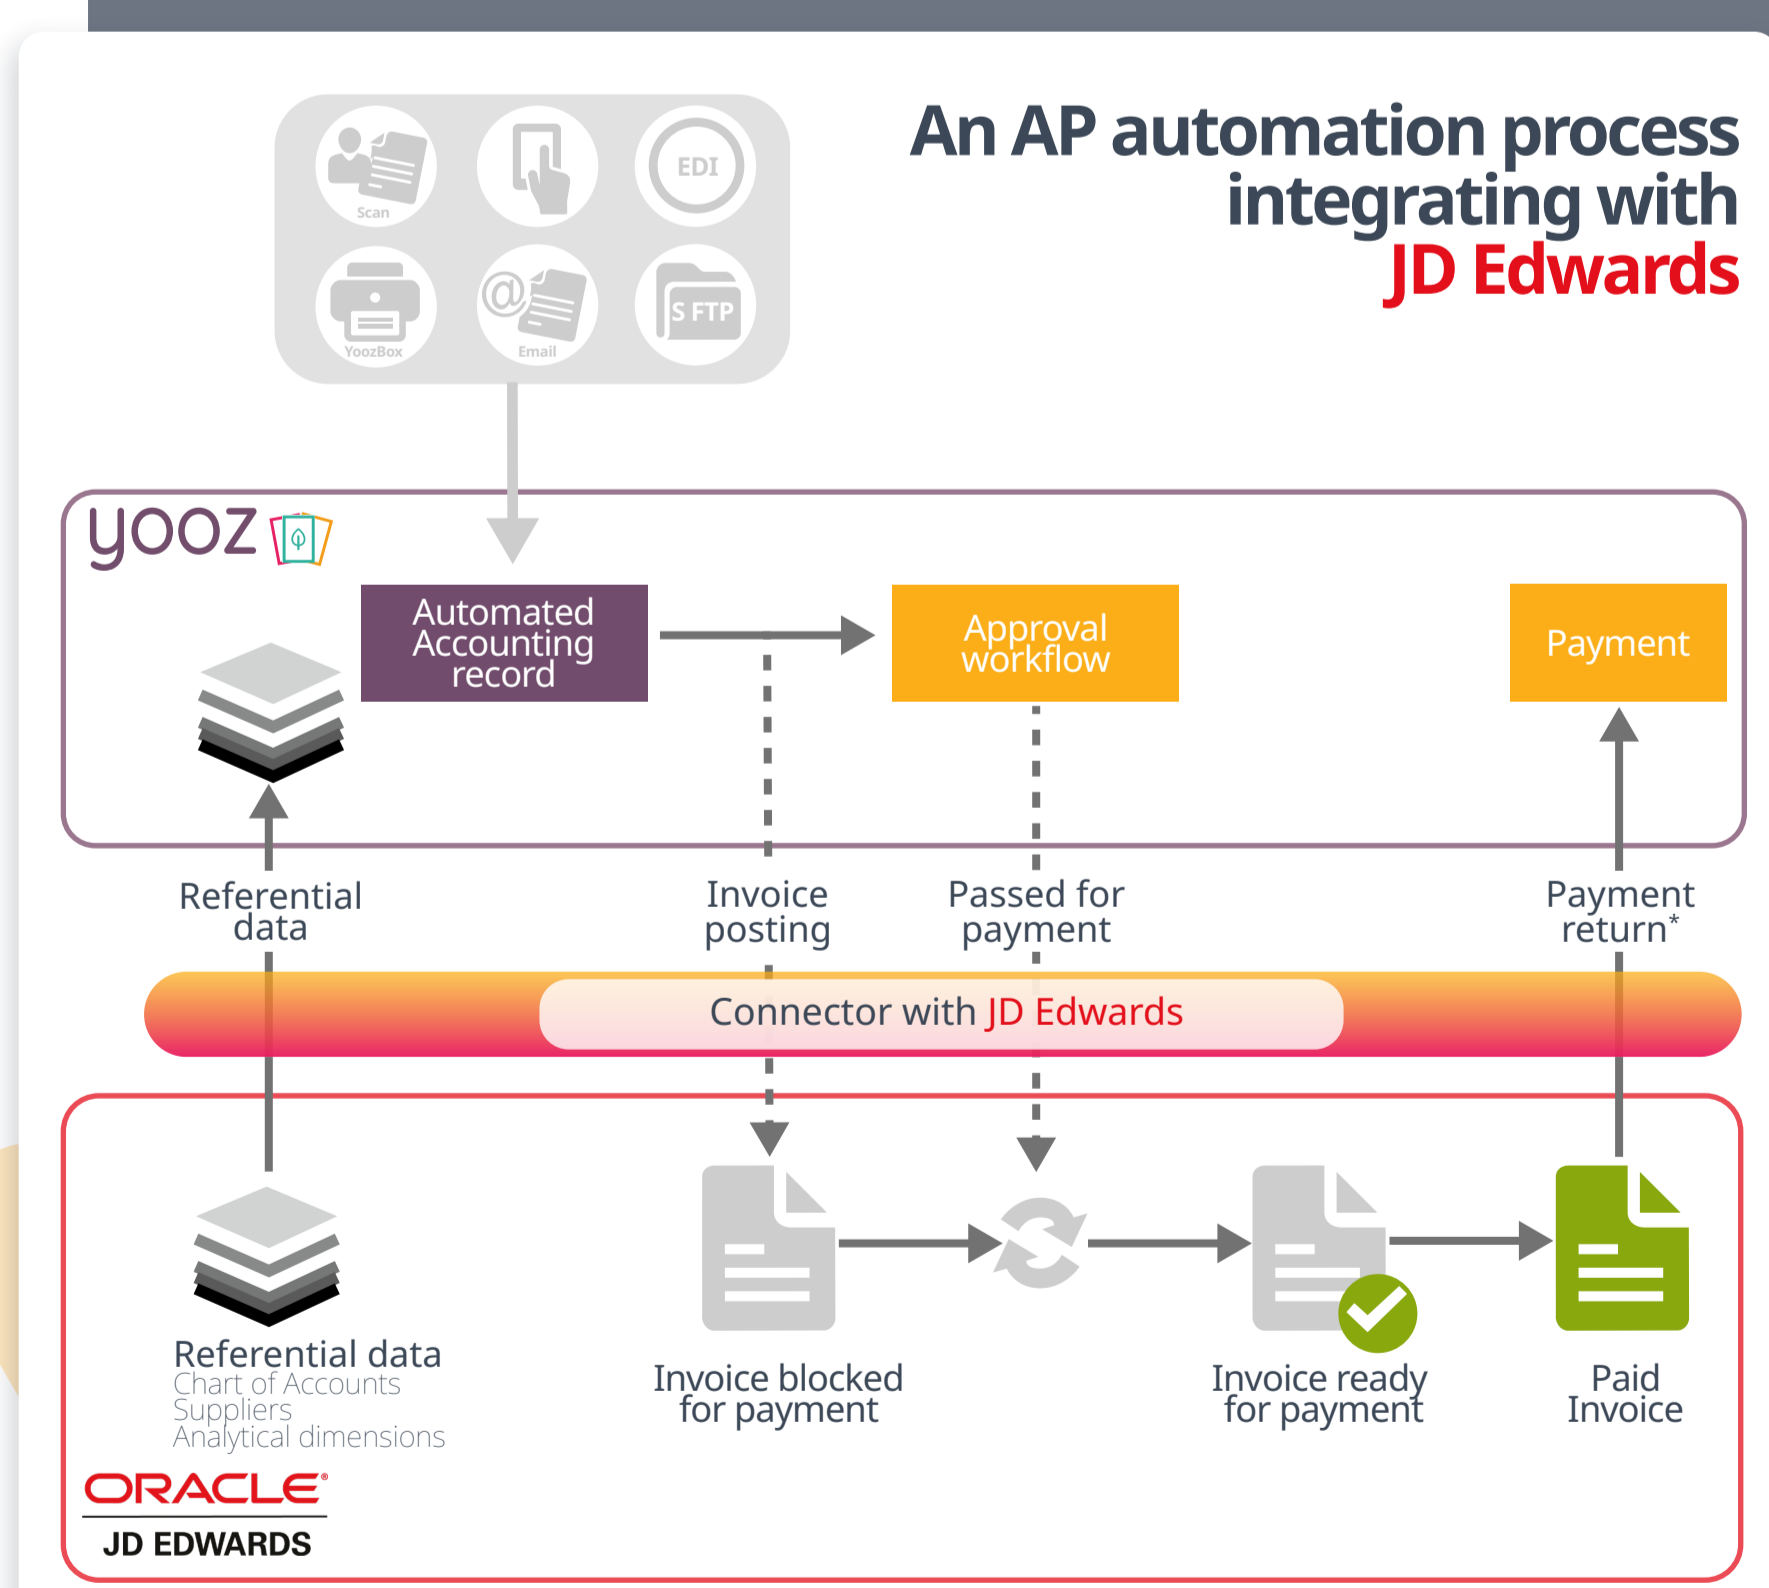 An AP automation process
integrating with
JD Edwards
Scan
EDI
YoozBox
@
Email
S FTP
yooz
Automated
Accounting
record
Approval
workflow
Payment
Referential
data
Invoice
posting
Passed for
payment
Payment
return*
Connector with JD Edwards
Referential data
Chart of Accounts
Suppliers
Analytical dimensions
Invoice blocked
for payment
Invoice ready
for payment
Paid
Invoice
ORACLE®
JD EDWARDS